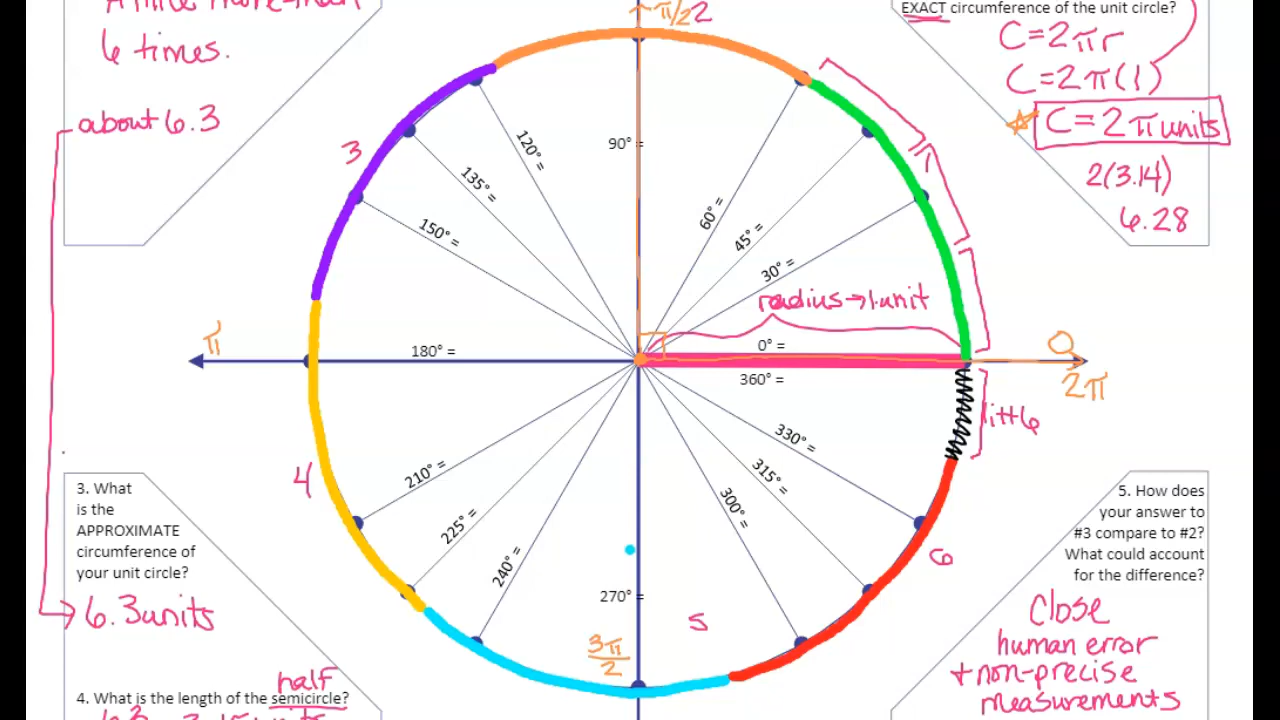 A little more than
6 times.
about 6.3
EXACT circumference of the unit circle?
C=2πr
C=2π(1)
C=2π units
2(3.14)
6.28
π/2
2
1
3
120° =
90° =
60° =
135° =
45° =
150° =
30° =
radius→1 unit
π
180° =
0° =
0
360° =
2π
little
330° =
4
210° =
315° =
225° =
300° =
240° =
6
270° =
5
3π
2
3. What
is the
APPROXIMATE
circumference of
your unit circle?
6.3 units
half
4. What is the length of the semicircle?
5. How does
your answer to
#3 compare to #2?
What could account
for the difference?
Close
human error
+ non-precise
measurements